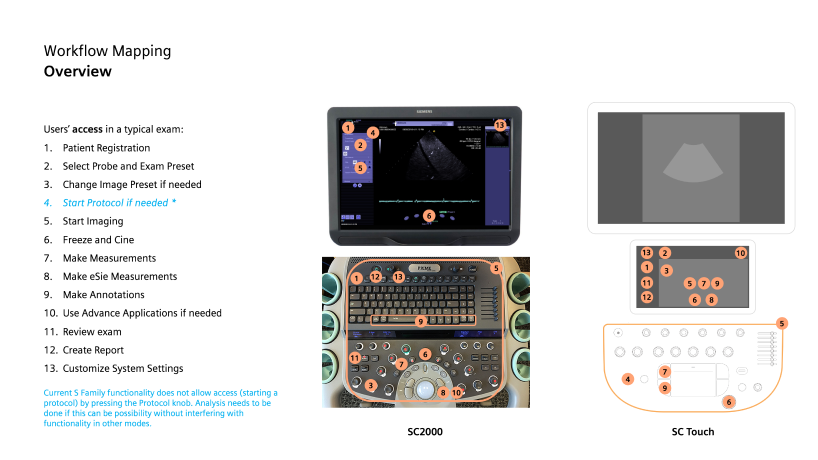 Workflow Mapping
Overview
Users' access in a typical exam:
1. Patient Registration
2. Select Probe and Exam Preset
3. Change Image Preset if needed
4. Start Protocol if needed *
5. Start Imaging
6. Freeze and Cine
7. Make Measurements
8. Make eSie Measurements
9. Make Annotations
10. Use Advance Applications if needed
11. Review exam
12. Create Report
13. Customize System Settings
Current S Family functionality does not allow access (starting a
protocol) by pressing the Protocol knob. Analysis needs to be
done if this can be possibility without interfering with
functionality in other modes.
SIEMENS
1
4
13
2
5
6
1
12
13
5
9
11
7
6
3
8
10
SC2000
13
2
10
1
3
11
5
7
9
12
6
8
5
7
4
9
6
SC Touch